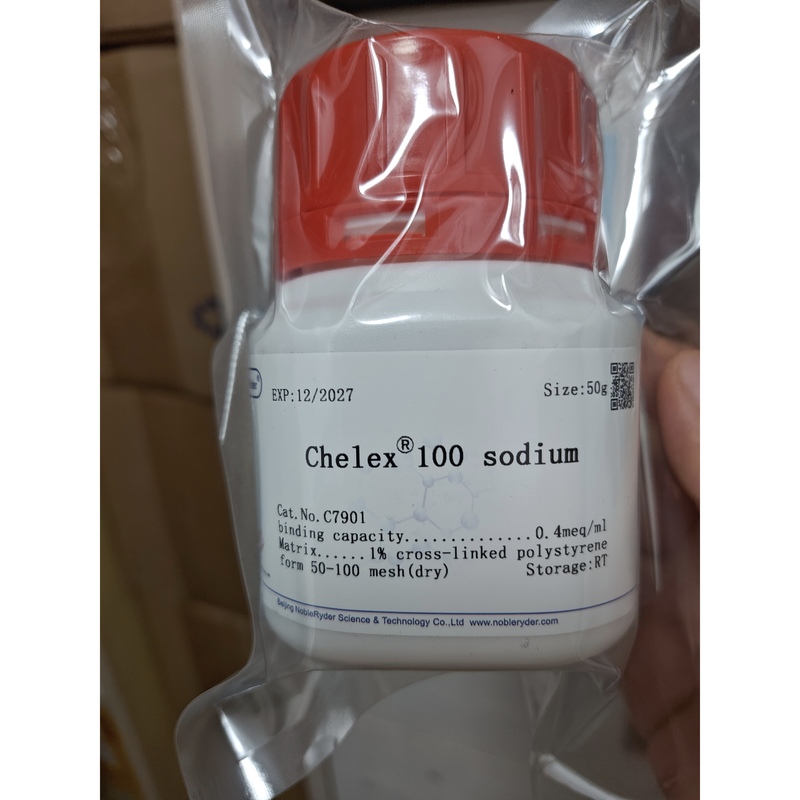 EXP:12/2027
Size:50g
Chelex®100 sodium
Cat.No.C7901
binding capacity..............0.4meq/ml
Matrix......1% cross-linked polystyrene
form 50-100 mesh(dry) Storage:RT
Beijing NobleRyder Science & Technology Co.,Ltd www.nobleryder.com